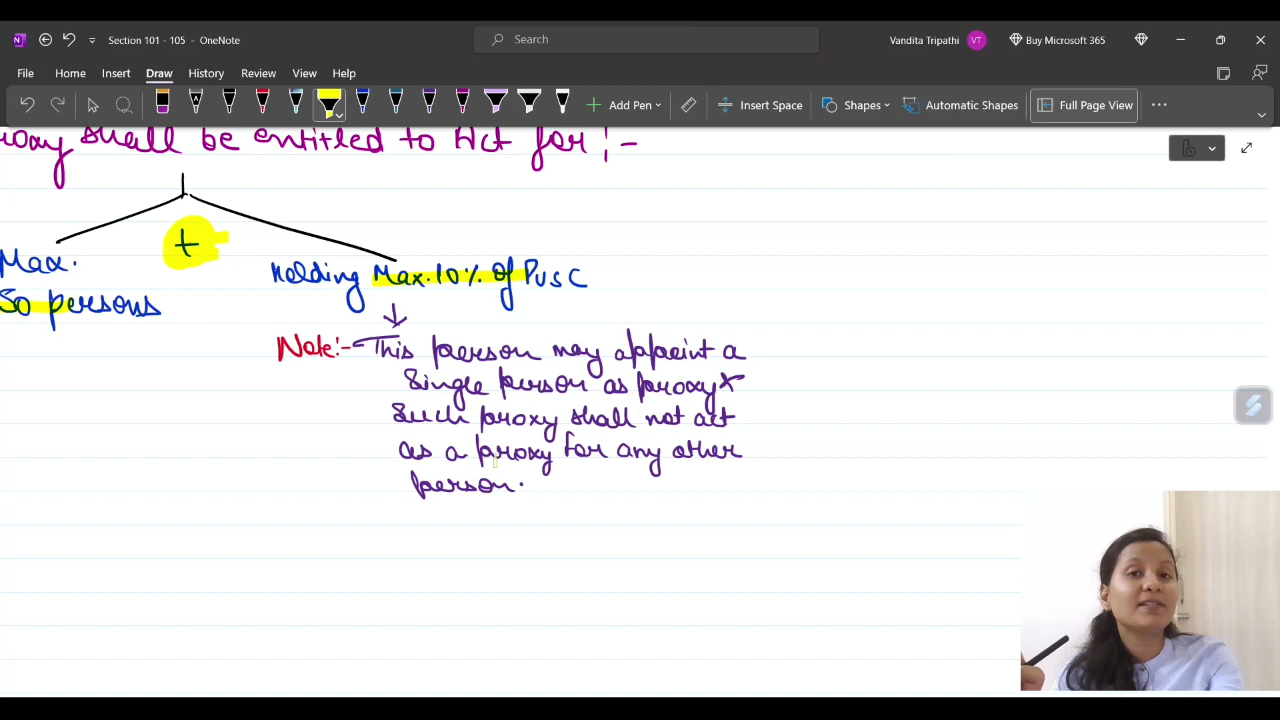 Section 101 - 105 - OneNote
Search
Vandita Tripathi
VT
Buy Microsoft 365
File Home Insert Draw History Review View Help
Add Pen
Insert Space
Shapes
Automatic Shapes
Full Page View
roxy shall be entitled to Act for!-
+
Max.
50 persons
Holding Max.10% of PUSC
Note:- This person may appoint a
single person as proxy &
Such proxy shall not act
as a proxy for any other
person.